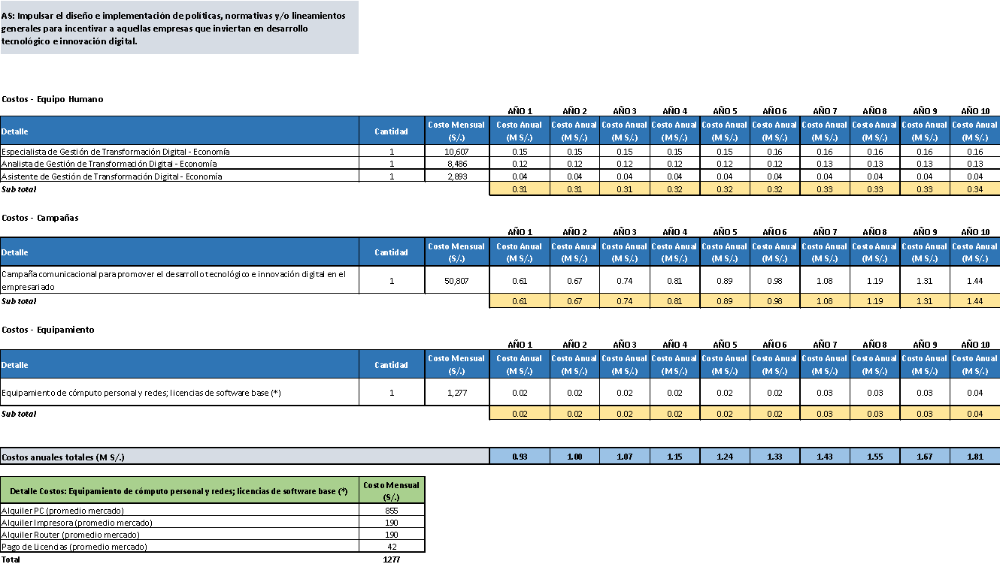 A5: Impulsar el diseño e implementación de políticas, normativas y/o lineamientos
generales para incentivar a aquellas empresas que inviertan en desarrollo
tecnológico e innovación digital.
Costos - Equipo Humano
AÑO 1 AÑO 2 AÑO 3 AÑO 4 AÑO 5 AÑO 6 AÑO 7 AÑO 8 AÑO 9 AÑO 10
Detalle Cantidad Costo Mensual (S/.) Costo Anual (M S/.) Costo Anual (M S/.) Costo Anual (M S/.) Costo Anual (M S/.) Costo Anual (M S/.) Costo Anual (M S/.) Costo Anual (M S/.) Costo Anual (M S/.) Costo Anual (M S/.) Costo Anual (M S/.)
Especialista de Gestión de Transformación Digital - Economía 1 10,607 0.15 0.15 0.15 0.15 0.15 0.16 0.16 0.16 0.16 0.16
Analista de Gestión de Transformación Digital - Economía 1 8,486 0.12 0.12 0.12 0.12 0.12 0.12 0.13 0.13 0.13 0.13
Asistente de Gestión de Transformación Digital - Economía 1 2,893 0.04 0.04 0.04 0.04 0.04 0.04 0.04 0.04 0.04 0.04
Sub total 0.31 0.31 0.31 0.32 0.32 0.32 0.33 0.33 0.33 0.34
Costos - Campañas
AÑO 1 AÑO 2 AÑO 3 AÑO 4 AÑO 5 AÑO 6 AÑO 7 AÑO 8 AÑO 9 AÑO 10
Detalle Cantidad Costo Mensual (S/.) Costo Anual (M S/.) Costo Anual (M S/.) Costo Anual (M S/.) Costo Anual (M S/.) Costo Anual (M S/.) Costo Anual (M S/.) Costo Anual (M S/.) Costo Anual (M S/.) Costo Anual (M S/.) Costo Anual (M S/.)
Campaña comunicacional para promover el desarrollo tecnológico e innovación digital en el
empresariado 1 50,807 0.61 0.67 0.74 0.81 0.89 0.98 1.08 1.19 1.31 1.44
Sub total 0.61 0.67 0.74 0.81 0.89 0.98 1.08 1.19 1.31 1.44
Costos - Equipamiento
AÑO 1 AÑO 2 AÑO 3 AÑO 4 AÑO 5 AÑO 6 AÑO 7 AÑO 8 AÑO 9 AÑO 10
Detalle Cantidad Costo Mensual (S/.) Costo Anual (M S/.) Costo Anual (M S/.) Costo Anual (M S/.) Costo Anual (M S/.) Costo Anual (M S/.) Costo Anual (M S/.) Costo Anual (M S/.) Costo Anual (M S/.) Costo Anual (M S/.) Costo Anual (M S/.)
Equipamiento de cómputo personal y redes; licencias de software base (*) 1 1,277 0.02 0.02 0.02 0.02 0.02 0.02 0.03 0.03 0.03 0.04
Sub total 0.02 0.02 0.02 0.02 0.02 0.02 0.03 0.03 0.03 0.04
Costos anuales totales (M S/.) 0.93 1.00 1.07 1.15 1.24 1.33 1.43 1.55 1.67 1.81
Detalle Costos: Equipamiento de cómputo personal y redes; licencias de software base (*) Costo Mensual (S/.)
Alquiler PC (promedio mercado) 855
Alquiler Impresora (promedio mercado) 190
Alquiler Router (promedio mercado) 190
Pago de Licencias (promedio mercado) 42
Total 1277